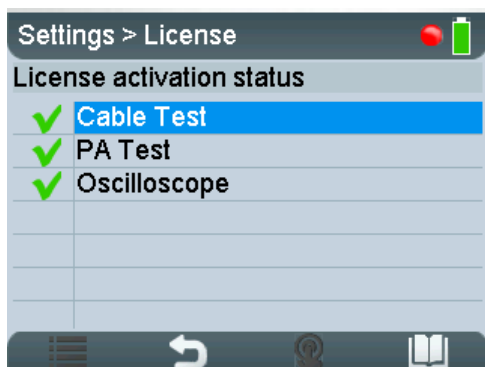 Settings > License
License activation status
Cable Test
PA Test
Oscilloscope